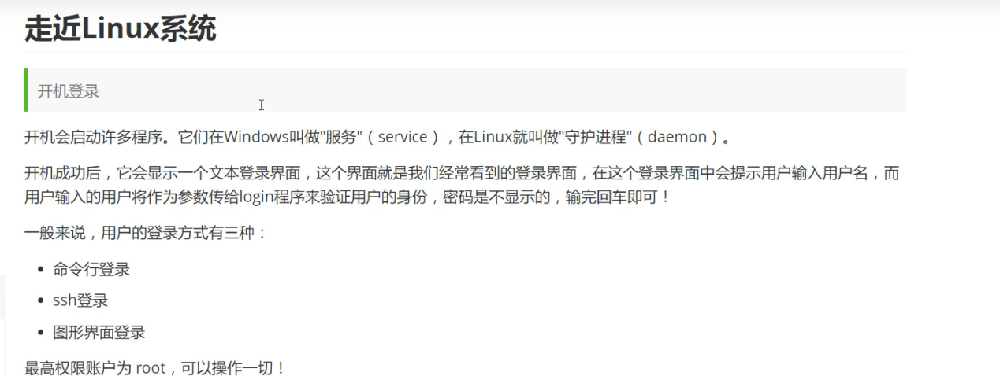 走近Linux系统
开机登录
开机会启动许多程序。它们在Windows叫做"服务"（service），在Linux就叫做"守护进程"（daemon）。
开机成功后，它会显示一个文本登录界面，这个界面就是我们经常看到的登录界面，在这个登录界面中会提示用户输入用户名，而
用户输入的用户将作为参数传给login程序来验证用户的身份，密码是不显示的，输完回车即可！
一般来说，用户的登录方式有三种：
• 命令行登录
• ssh登录
• 图形界面登录
最高权限账户为 root，可以操作一切！